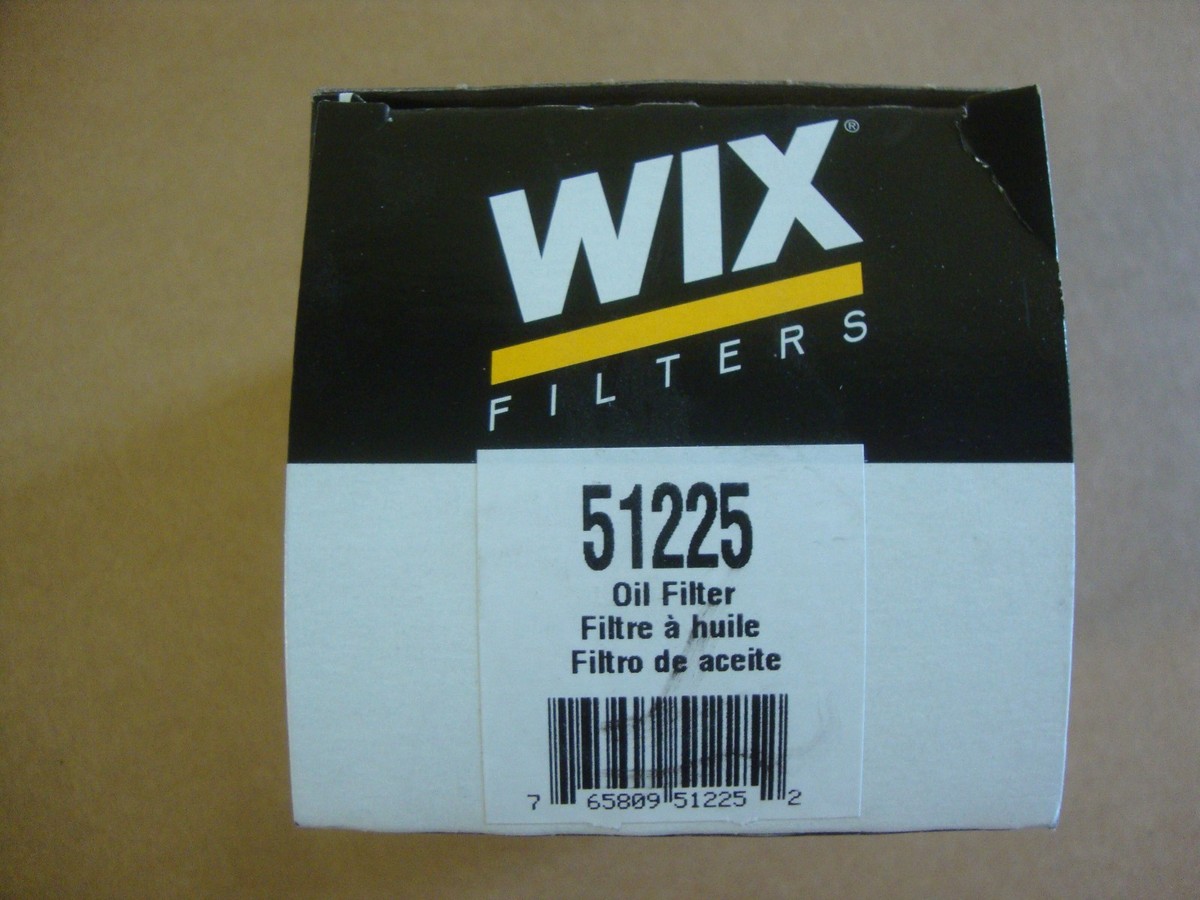 WIX®
FILTERS
51225
Oil Filter
Filtre à huile
Filtro de aceite
7 65809 51225 2